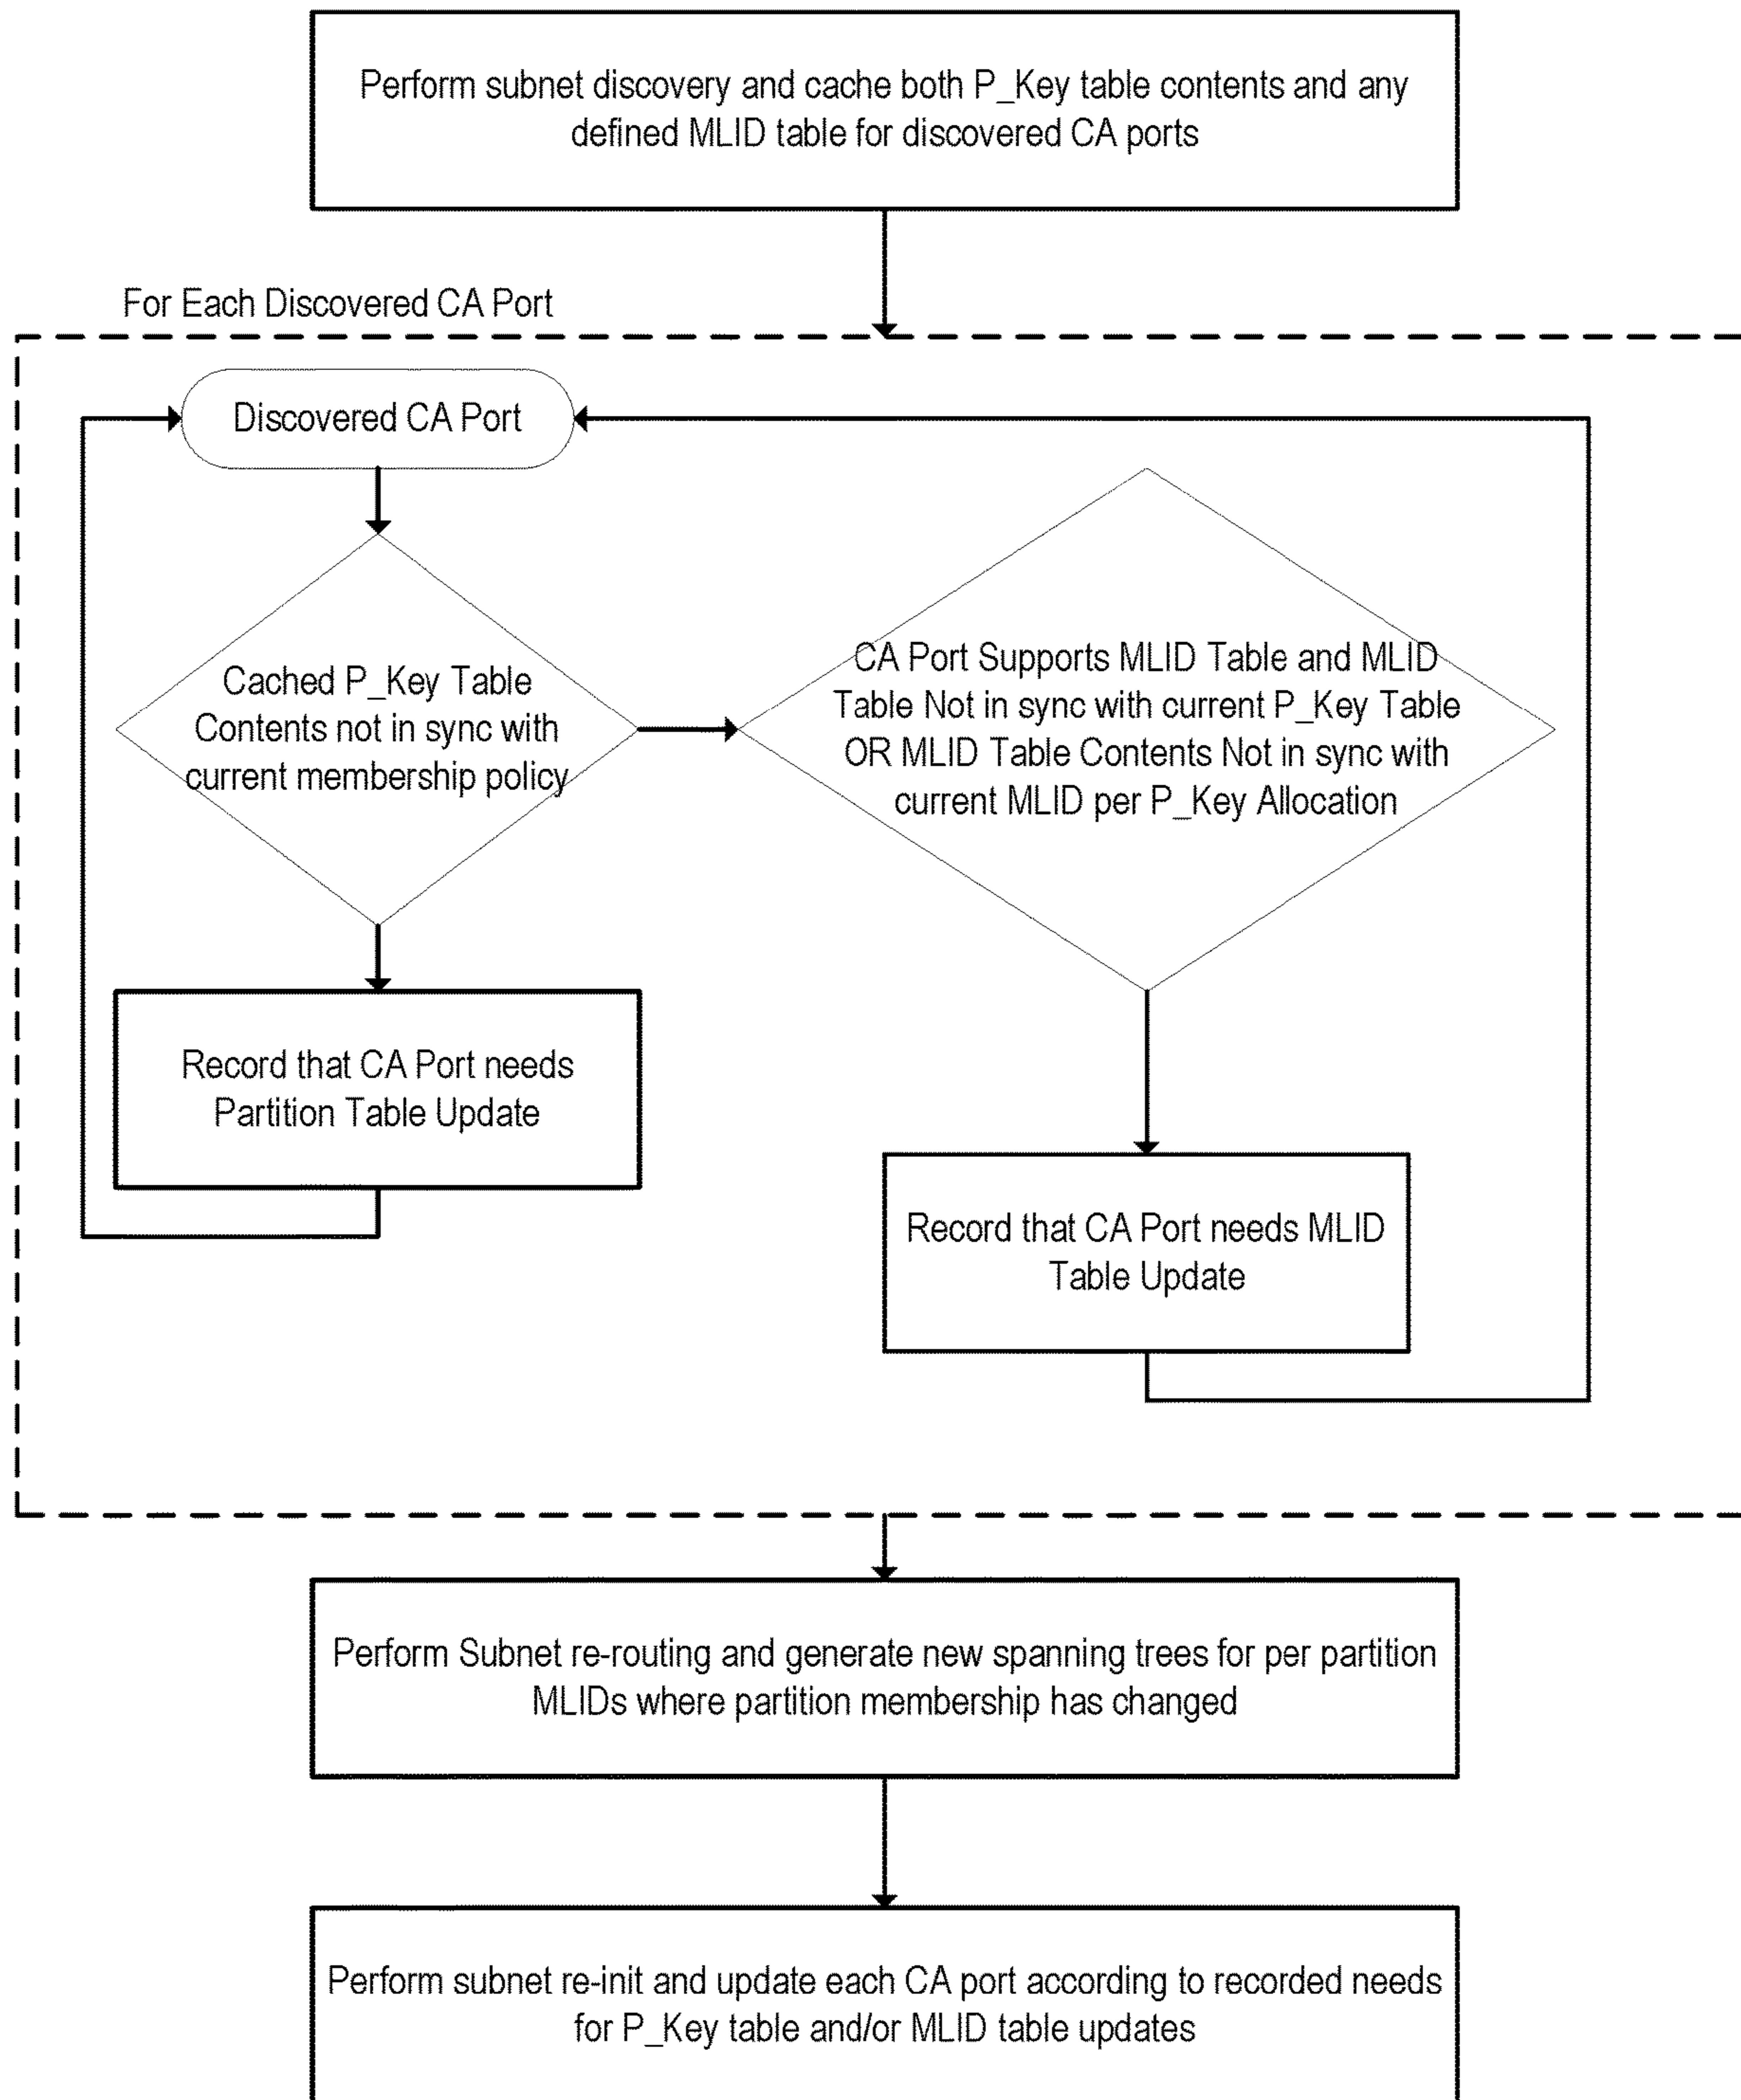 Perform subnet discovery and cache both P_Key table contents and any
defined MLID table for discovered CA ports
For Each Discovered CA Port
Discovered CA Port
Cached P_Key Table
Contents not in sync with
current membership policy
CA Port Supports MLID Table and MLID
Table Not in sync with current P_Key Table
OR MLID Table Contents Not in sync with
current MLID per P_Key Allocation
Record that CA Port needs
Partition Table Update
Record that CA Port needs MLID
Table Update
Perform Subnet re-routing and generate new spanning trees for per partition
MLIDs where partition membership has changed
Perform subnet re-init and update each CA port according to recorded needs
for P_Key table and/or MLID table updates